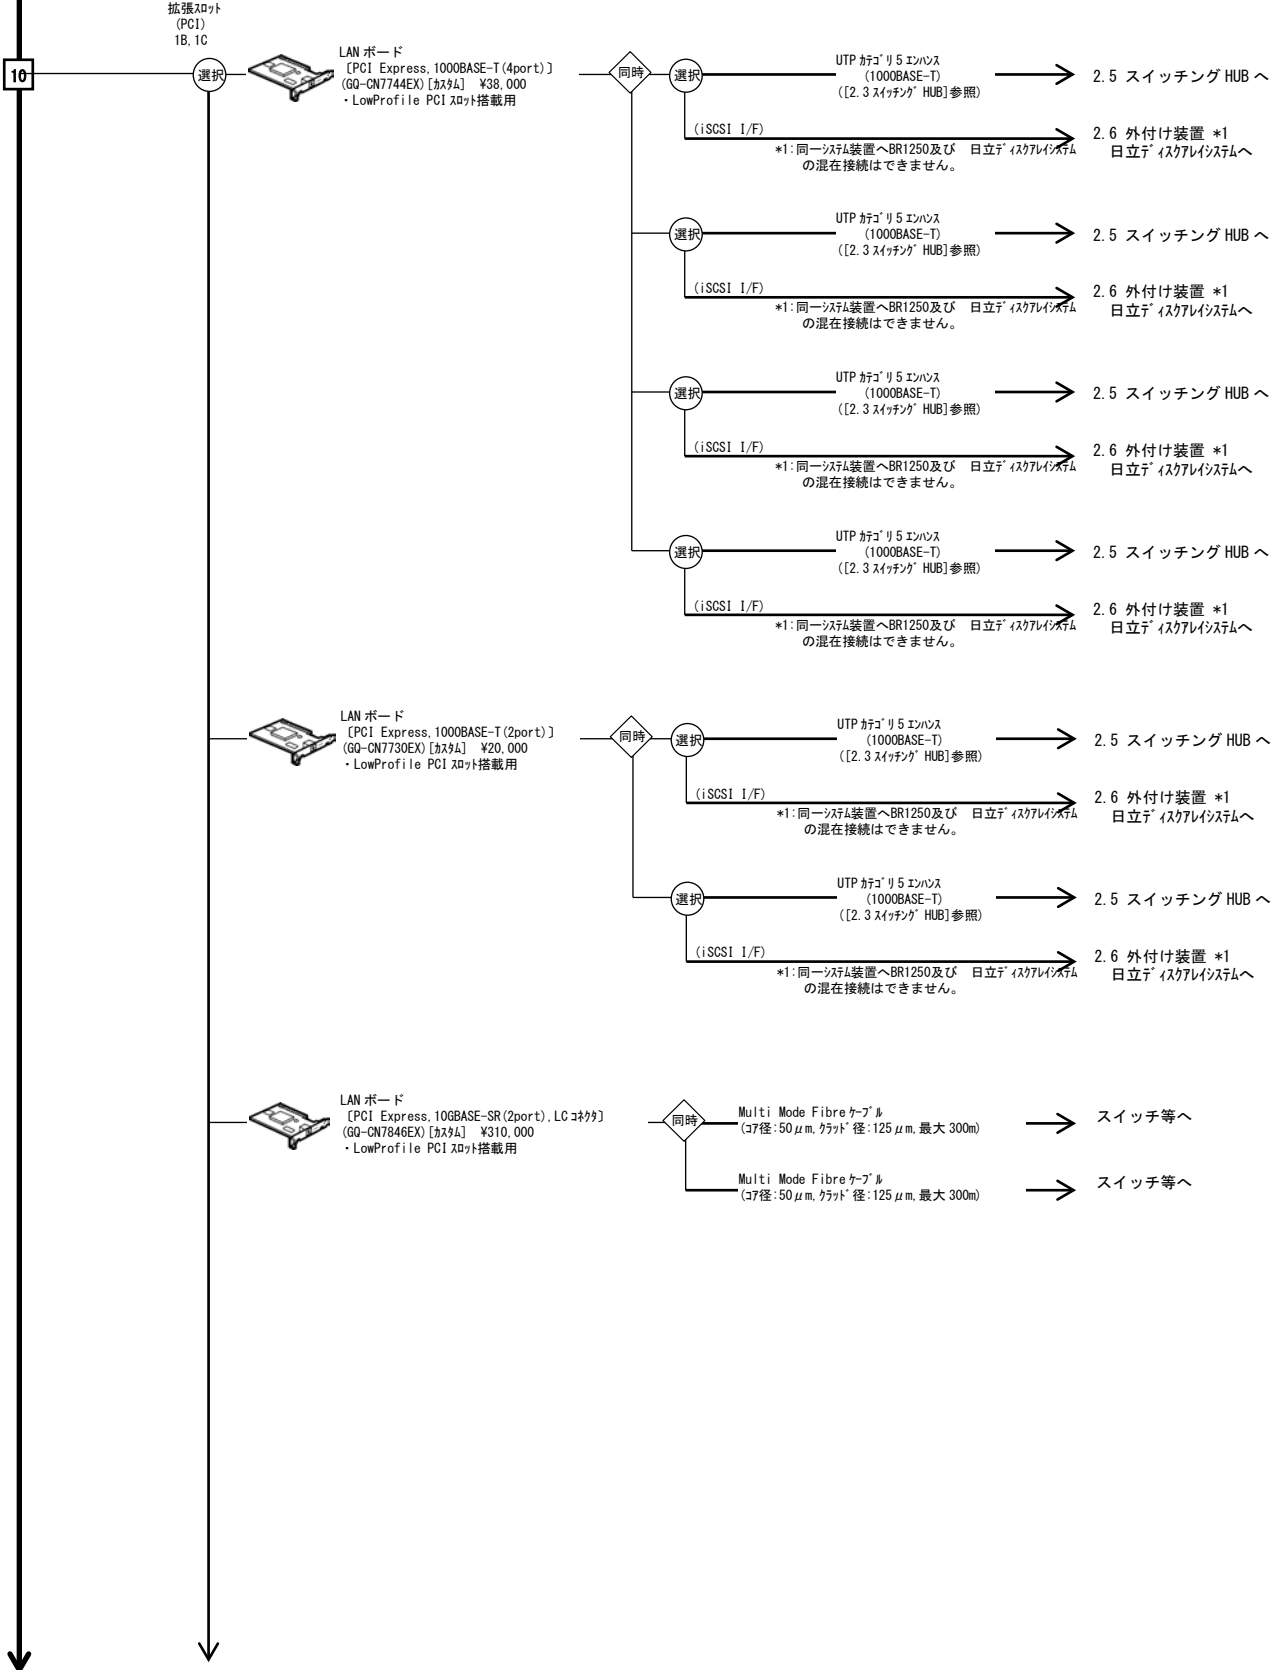 拡張ｽﾛｯﾄ
(PCI)
1B,1C
10
選択
LAN ボード
〔PCI Express,1000BASE-T(4port)〕
(GQ-CN7744EX)[ｶｽﾀﾑ] ¥38,000
・LowProfile PCI ｽﾛｯﾄ搭載用
同時
選択
UTP ｶﾃｺﾞﾘ 5 ｴﾝﾊﾝｽ
(1000BASE-T)
([2.3 ｽｲｯﾁﾝｸﾞ HUB]参照)
2.5 スイッチング HUB へ
(iSCSI I/F)
*1:同一ｼｽﾃﾑ装置へBR1250及び 日立ﾃﾞｨｽｸｱﾚｲｼｽﾃﾑ
の混在接続はできません。
2.6 外付け装置 *1
日立ﾃﾞｨｽｸｱﾚｲｼｽﾃﾑへ
選択
UTP ｶﾃｺﾞﾘ 5 ｴﾝﾊﾝｽ
(1000BASE-T)
([2.3 ｽｲｯﾁﾝｸﾞ HUB]参照)
2.5 スイッチング HUB へ
(iSCSI I/F)
*1:同一ｼｽﾃﾑ装置へBR1250及び 日立ﾃﾞｨｽｸｱﾚｲｼｽﾃﾑ
の混在接続はできません。
2.6 外付け装置 *1
日立ﾃﾞｨｽｸｱﾚｲｼｽﾃﾑへ
選択
UTP ｶﾃｺﾞﾘ 5 ｴﾝﾊﾝｽ
(1000BASE-T)
([2.3 ｽｲｯﾁﾝｸﾞ HUB]参照)
2.5 スイッチング HUB へ
(iSCSI I/F)
*1:同一ｼｽﾃﾑ装置へBR1250及び 日立ﾃﾞｨｽｸｱﾚｲｼｽﾃﾑ
の混在接続はできません。
2.6 外付け装置 *1
日立ﾃﾞｨｽｸｱﾚｲｼｽﾃﾑへ
選択
UTP ｶﾃｺﾞﾘ 5 ｴﾝﾊﾝｽ
(1000BASE-T)
([2.3 ｽｲｯﾁﾝｸﾞ HUB]参照)
2.5 スイッチング HUB へ
(iSCSI I/F)
*1:同一ｼｽﾃﾑ装置へBR1250及び 日立ﾃﾞｨｽｸｱﾚｲｼｽﾃﾑ
の混在接続はできません。
2.6 外付け装置 *1
日立ﾃﾞｨｽｸｱﾚｲｼｽﾃﾑへ
LAN ボード
〔PCI Express,1000BASE-T(2port)〕
(GQ-CN7730EX)[ｶｽﾀﾑ] ¥20,000
・LowProfile PCI ｽﾛｯﾄ搭載用
同時
選択
UTP ｶﾃｺﾞﾘ 5 ｴﾝﾊﾝｽ
(1000BASE-T)
([2.3 ｽｲｯﾁﾝｸﾞ HUB]参照)
2.5 スイッチング HUB へ
(iSCSI I/F)
*1:同一ｼｽﾃﾑ装置へBR1250及び 日立ﾃﾞｨｽｸｱﾚｲｼｽﾃﾑ
の混在接続はできません。
2.6 外付け装置 *1
日立ﾃﾞｨｽｸｱﾚｲｼｽﾃﾑへ
選択
UTP ｶﾃｺﾞﾘ 5 ｴﾝﾊﾝｽ
(1000BASE-T)
([2.3 ｽｲｯﾁﾝｸﾞ HUB]参照)
2.5 スイッチング HUB へ
(iSCSI I/F)
*1:同一ｼｽﾃﾑ装置へBR1250及び 日立ﾃﾞｨｽｸｱﾚｲｼｽﾃﾑ
の混在接続はできません。
2.6 外付け装置 *1
日立ﾃﾞｨｽｸｱﾚｲｼｽﾃﾑへ
LAN ボード
〔PCI Express,10GBASE-SR(2port),LC ｺﾈｸﾀ〕
(GQ-CN7846EX)[ｶｽﾀﾑ] ¥310,000
・LowProfile PCI ｽﾛｯﾄ搭載用
同時
Multi Mode Fibre ｹｰﾌﾞﾙ
(ｺｱ径:50μm,ｸﾗｯﾄﾞ径:125μm,最大 300m)
スイッチ等へ
Multi Mode Fibre ｹｰﾌﾞﾙ
(ｺｱ径:50μm,ｸﾗｯﾄﾞ径:125μm,最大 300m)
スイッチ等へ